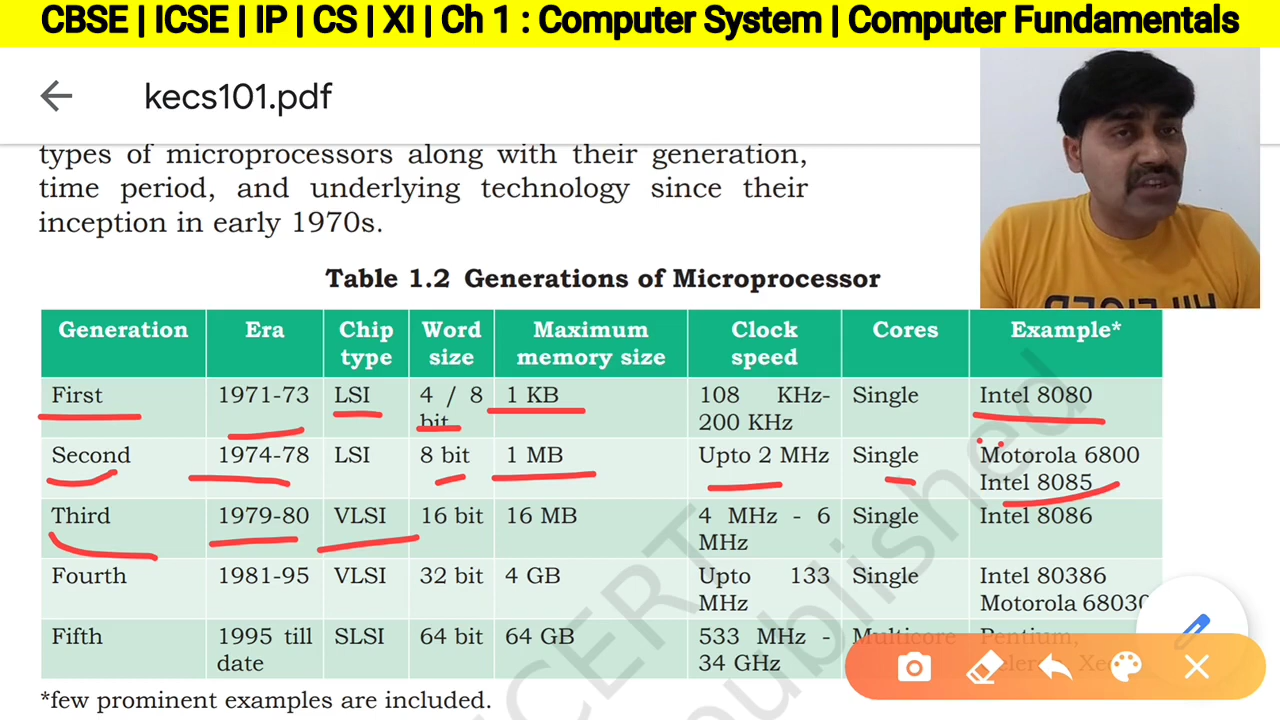 CBSE | ICSE | IP | CS | XI | Ch 1 : Computer System | Computer Fundamentals
kecs101.pdf
types of microprocessors along with their generation,
time period, and underlying technology since their
inception in early 1970s.
Table 1.2 Generations of Microprocessor
Generation Era Chip type Word size Maximum memory size Clock speed Cores Example*
First 1971-73 LSI 4 / 8 bit 1 KB 108 KHz- 200 KHz Single Intel 8080
Second 1974-78 LSI 8 bit 1 MB Upto 2 MHz Single Motorola 6800 Intel 8085
Third 1979-80 VLSI 16 bit 16 MB 4 MHz - 6 MHz Single Intel 8086
Fourth 1981-95 VLSI 32 bit 4 GB Upto 133 MHz Single Intel 80386 Motorola 68030
Fifth 1995 till date SLSI 64 bit 64 GB 533 MHz - 34 GHz Multicore Pentium,
*few prominent examples are included.